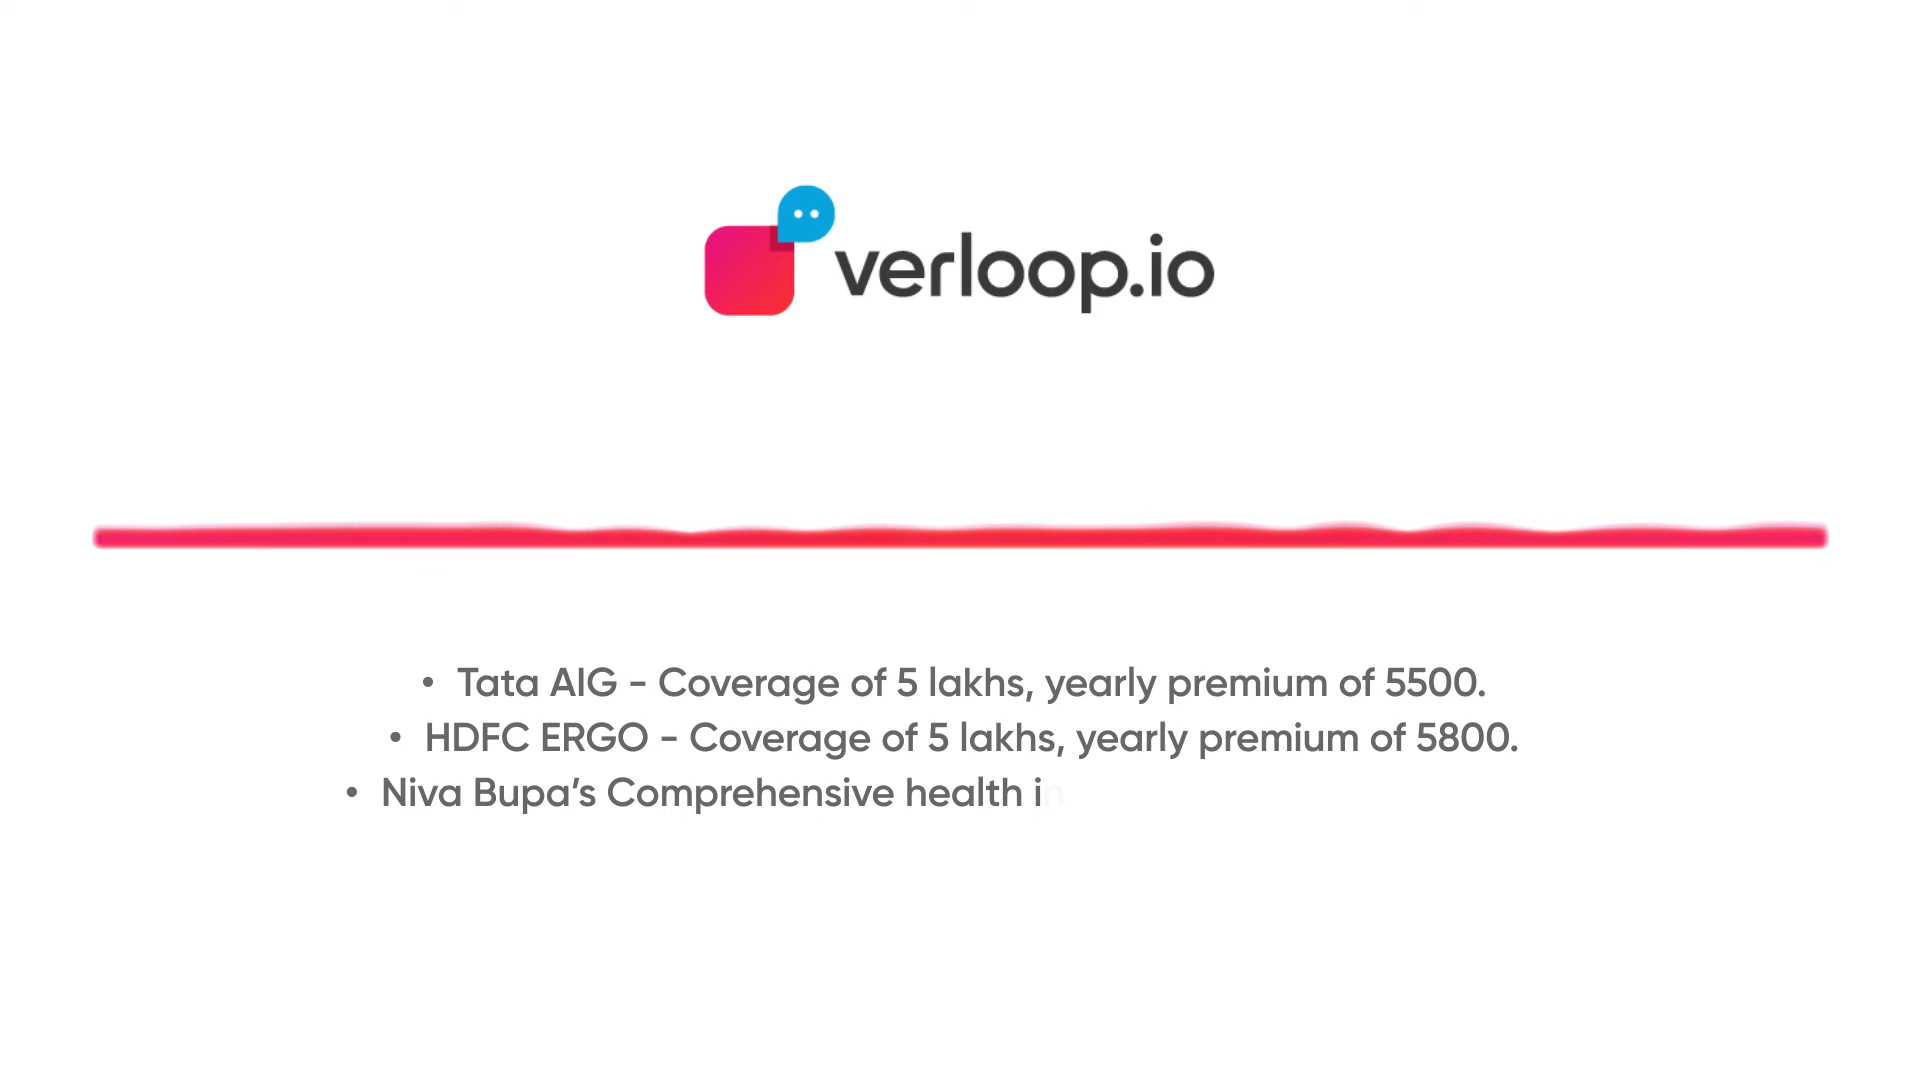 verloop.io
• Tata AIG - Coverage of 5 lakhs, yearly premium of 5500.
• HDFC ERGO - Coverage of 5 lakhs, yearly premium of 5800.
• Niva Bupa’s Comprehensive health in